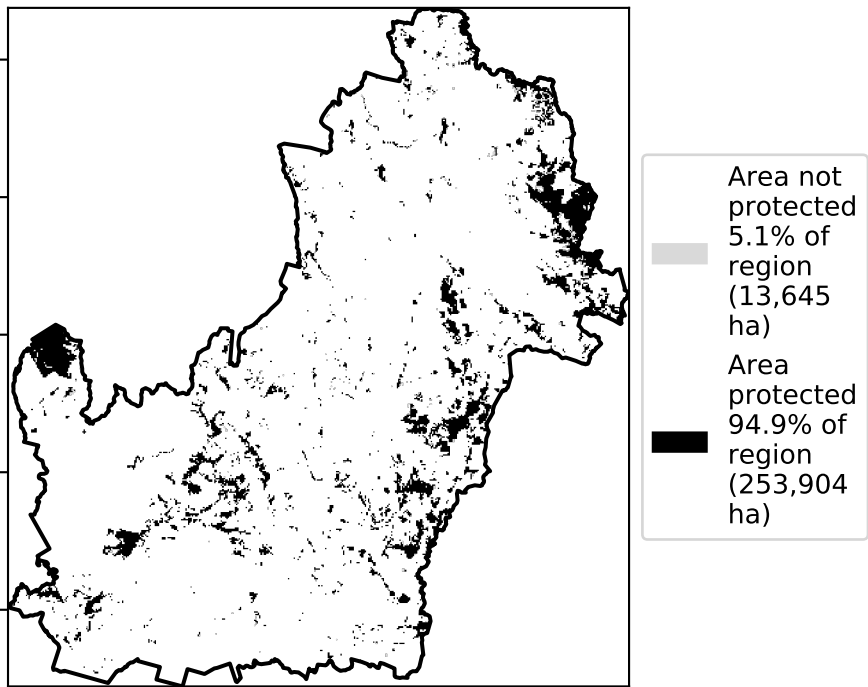 Area not
protected
5.1% of
region
(13,645
ha)
Area
protected
94.9% of
region
(253,904
ha)